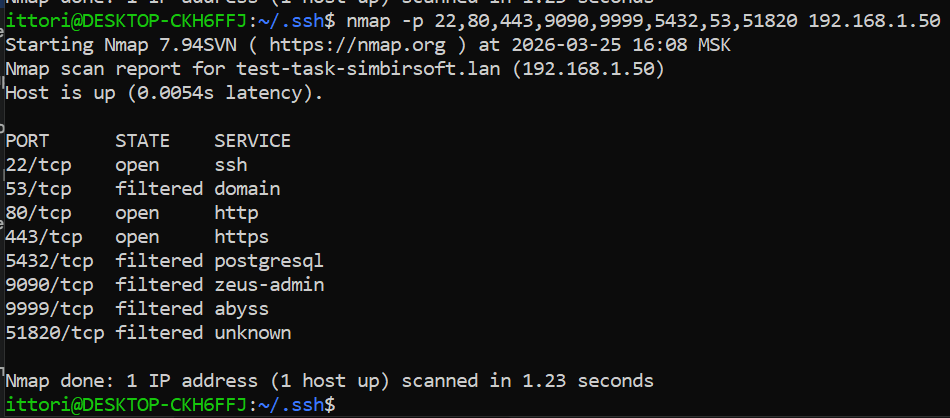 Nmap done: 1 IP address (1 host up) scanned in 1.23 seconds
ittori@DESKTOP-CKH6FFJ:~/.ssh$ nmap -p 22,80,443,9090,9999,5432,53,51820 192.168.1.50
Starting Nmap 7.94SVN ( https://nmap.org ) at 2026-03-25 16:08 MSK
Nmap scan report for test-task-simbirsoft.lan (192.168.1.50)
Host is up (0.0054s latency).
PORT      STATE    SERVICE
22/tcp    open     ssh
53/tcp    filtered domain
80/tcp    open     http
443/tcp   open     https
5432/tcp  filtered postgresql
9090/tcp  filtered zeus-admin
9999/tcp  filtered abyss
51820/tcp filtered unknown
Nmap done: 1 IP address (1 host up) scanned in 1.23 seconds
ittori@DESKTOP-CKH6FFJ:~/.ssh$